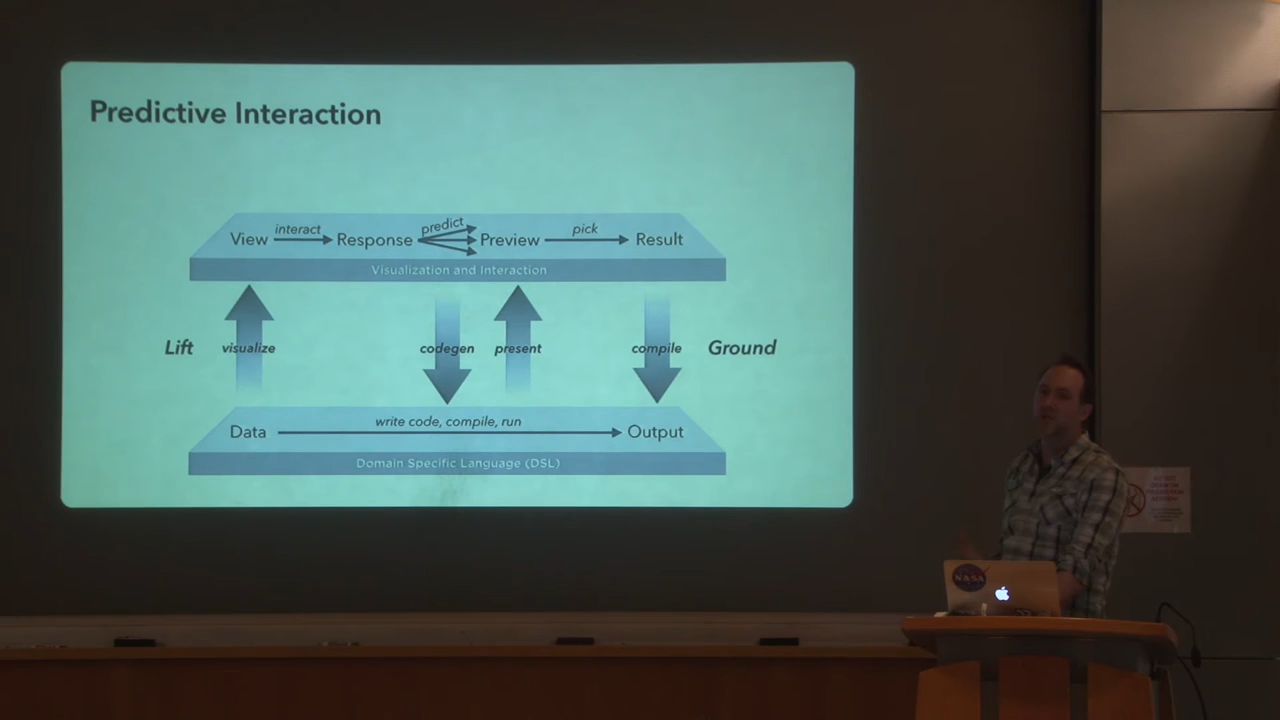 Predictive Interaction
View interact Response predict Preview pick Result
Visualization and Interaction
Lift visualize codegen present compile Ground
write code, compile, run
Data Output
Domain Specific Language (DSL)
NASA